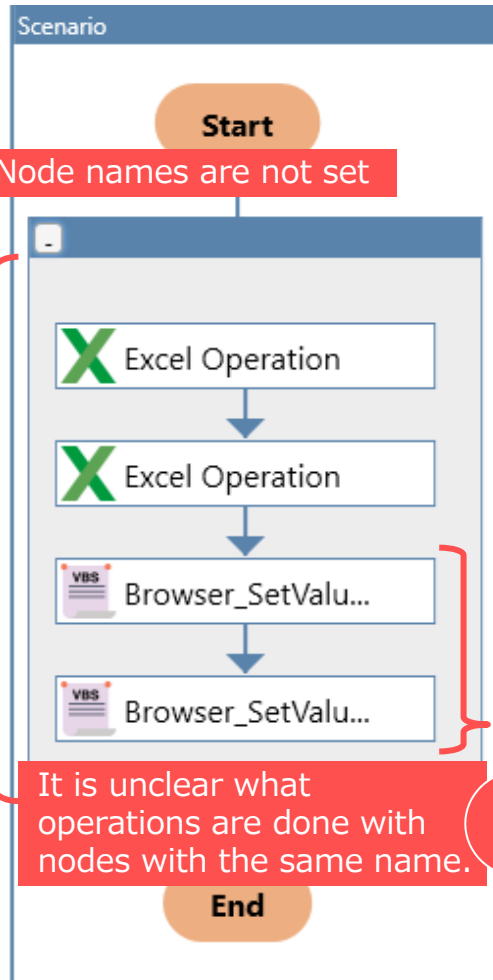 Scenario
Start
Node names are not set
-
Excel Operation
Excel Operation
VBS
Browser_SetValu...
VBS
Browser_SetValu...
It is unclear what
operations are done with
nodes with the same name.
End